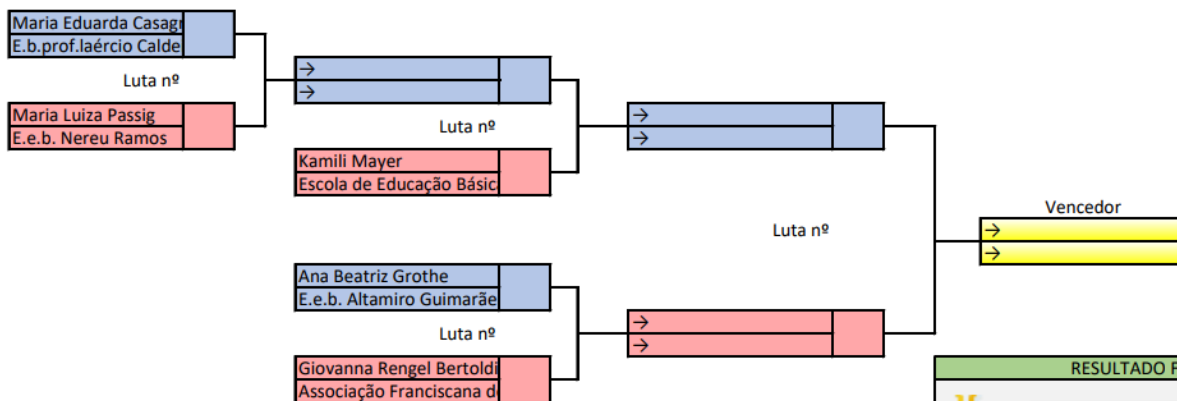 Maria Eduarda Casagr
E.b.prof.laércio Calde
Luta nº
Maria Luiza Passig
E.e.b. Nereu Ramos
→
→
Luta nº
Kamili Mayer
Escola de Educação Básic
→
→
Luta nº
Vencedor
→
→
Ana Beatriz Grothe
E.e.b. Altamiro Guimarãe
Luta nº
Giovanna Rengel Bertoldi
Associação Franciscana d
→
→
RESULTADO F